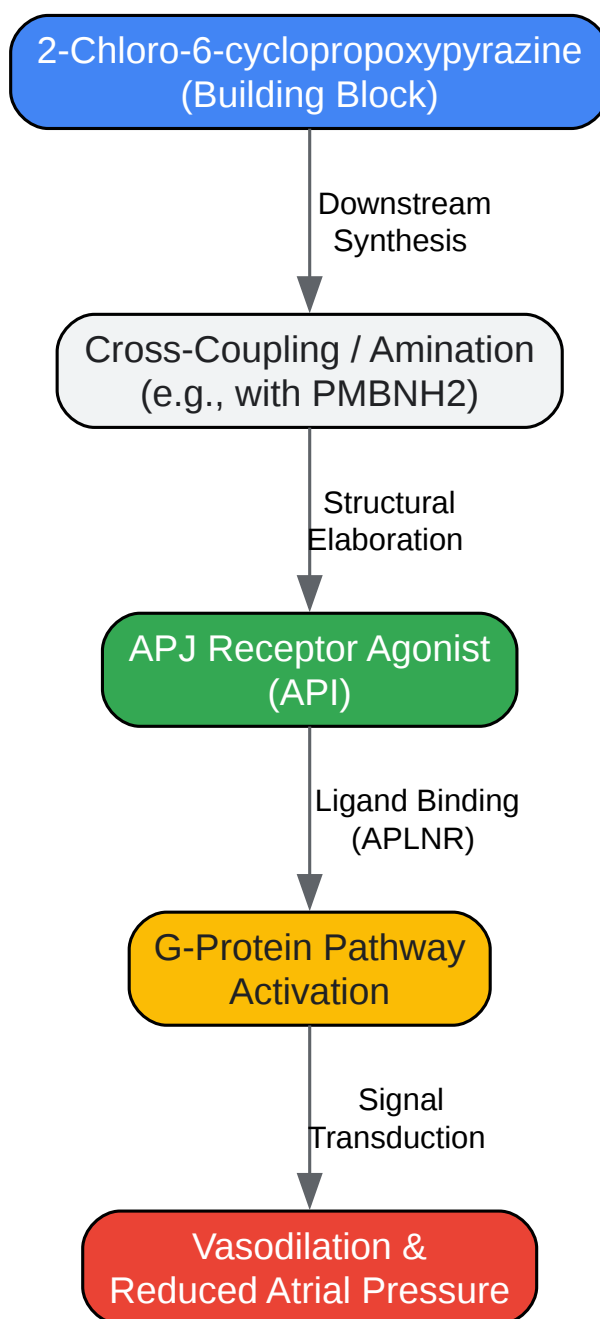 2-Chloro-6-cyclopropoxypyrazine
(Building Block)
Downstream
Synthesis
Cross-Coupling / Amination
(e.g., with PMBNH2)
Structural
Elaboration
APJ Receptor Agonist
(API)
Ligand Binding
(APLNR)
G-Protein Pathway
Activation
Signal
Transduction
Vasodilation &
Reduced Atrial Pressure